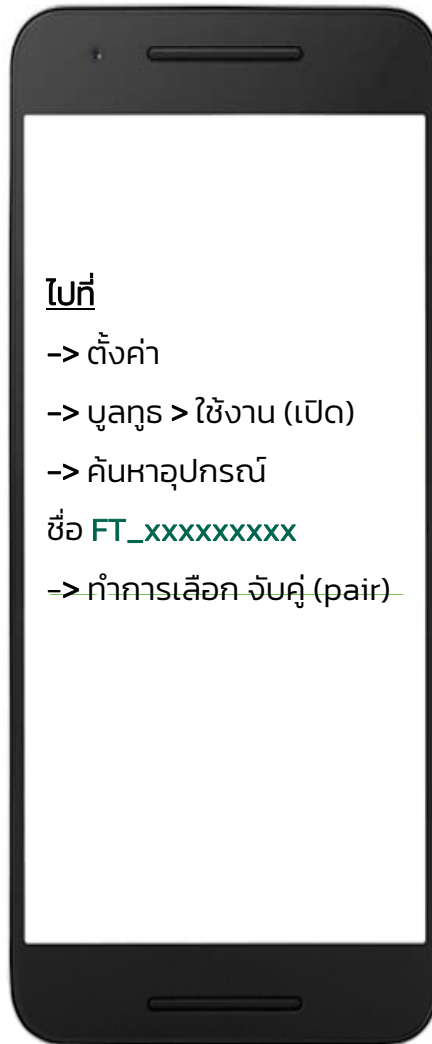 ไปที่
-> ตั้งค่า
-> บูลทูธ > ใช้งาน (เปิด)
-> ค้นหาอุปกรณ์
ชื่อ FT_xxxxxxxxx
-> ทำการเลือก จับคู่ (pair)